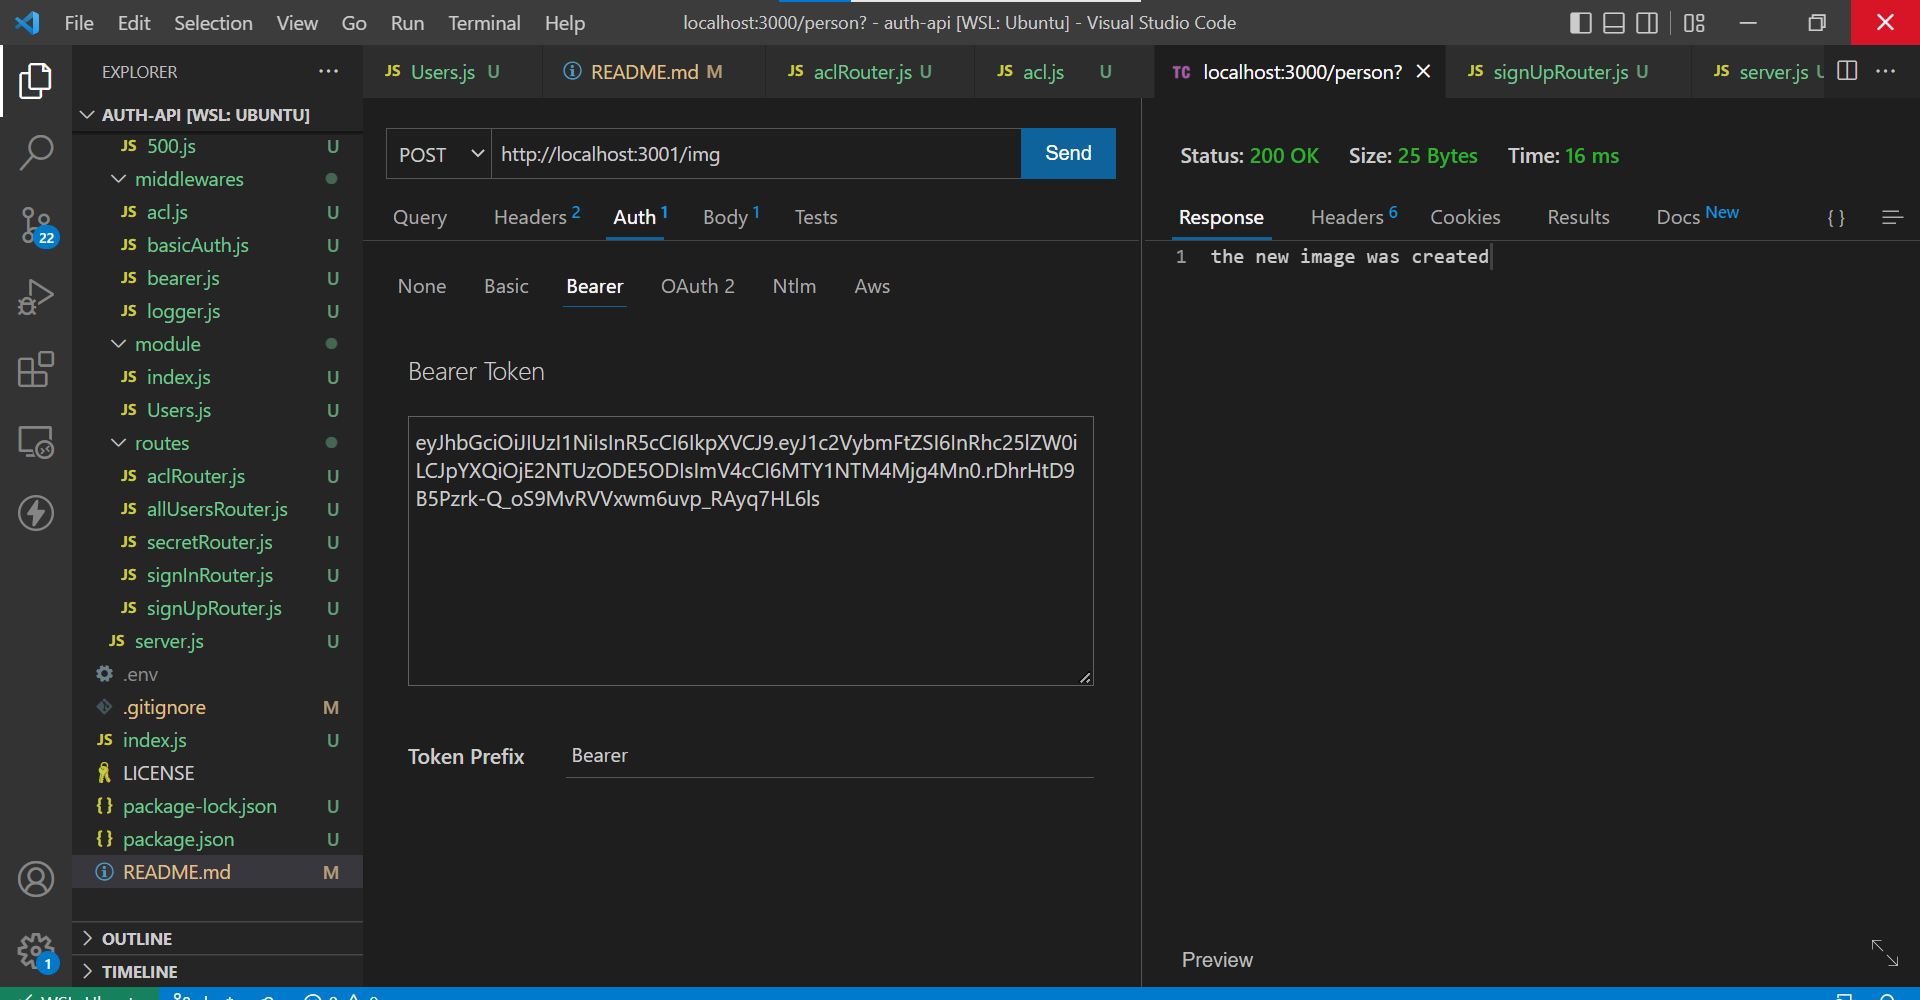 File Edit Selection View Go Run Terminal Help
localhost:3000/person? - auth-api [WSL: Ubuntu] - Visual Studio Code
EXPLORER
AUTH-API [WSL: UBUNTU]
JS 500.js U
middlewares
JS acl.js U
JS basicAuth.js U
JS bearer.js U
JS logger.js U
module
JS index.js U
JS Users.js U
routes
JS aclRouter.js U
JS allUsersRouter.js U
JS secretRouter.js U
JS signInRouter.js U
JS signUpRouter.js U
JS server.js U
.env
.gitignore M
JS index.js U
LICENSE
{} package-lock.json U
{} package.json U
README.md M
OUTLINE
TIMELINE
22
1
JS Users.js U
README.md M
JS aclRouter.js U
JS acl.js U
TC localhost:3000/person?
JS signUpRouter.js U
JS server.js U
POST http://localhost:3001/img Send
Query Headers 2 Auth 1 Body 1 Tests
None Basic Bearer OAuth 2 Ntlm Aws
Bearer Token
eyJhbGciOiJIUzI1NiIsInR5cCI6IkpXVCJ9.eyJ1c2VybmFtZSI6InRhc25lZW0i
LCJpYXQiOjE2NTUzODE5ODIsImV4cCI6MTY1NTM4Mjg4Mn0.rDhrHtD9
B5Pzrk-Q_oS9MvRVVxwm6uvp_RAyq7HL6ls
Token Prefix Bearer
Status: 200 OK Size: 25 Bytes Time: 16 ms
Response Headers 6 Cookies Results Docs New {}
1 the new image was created
Preview